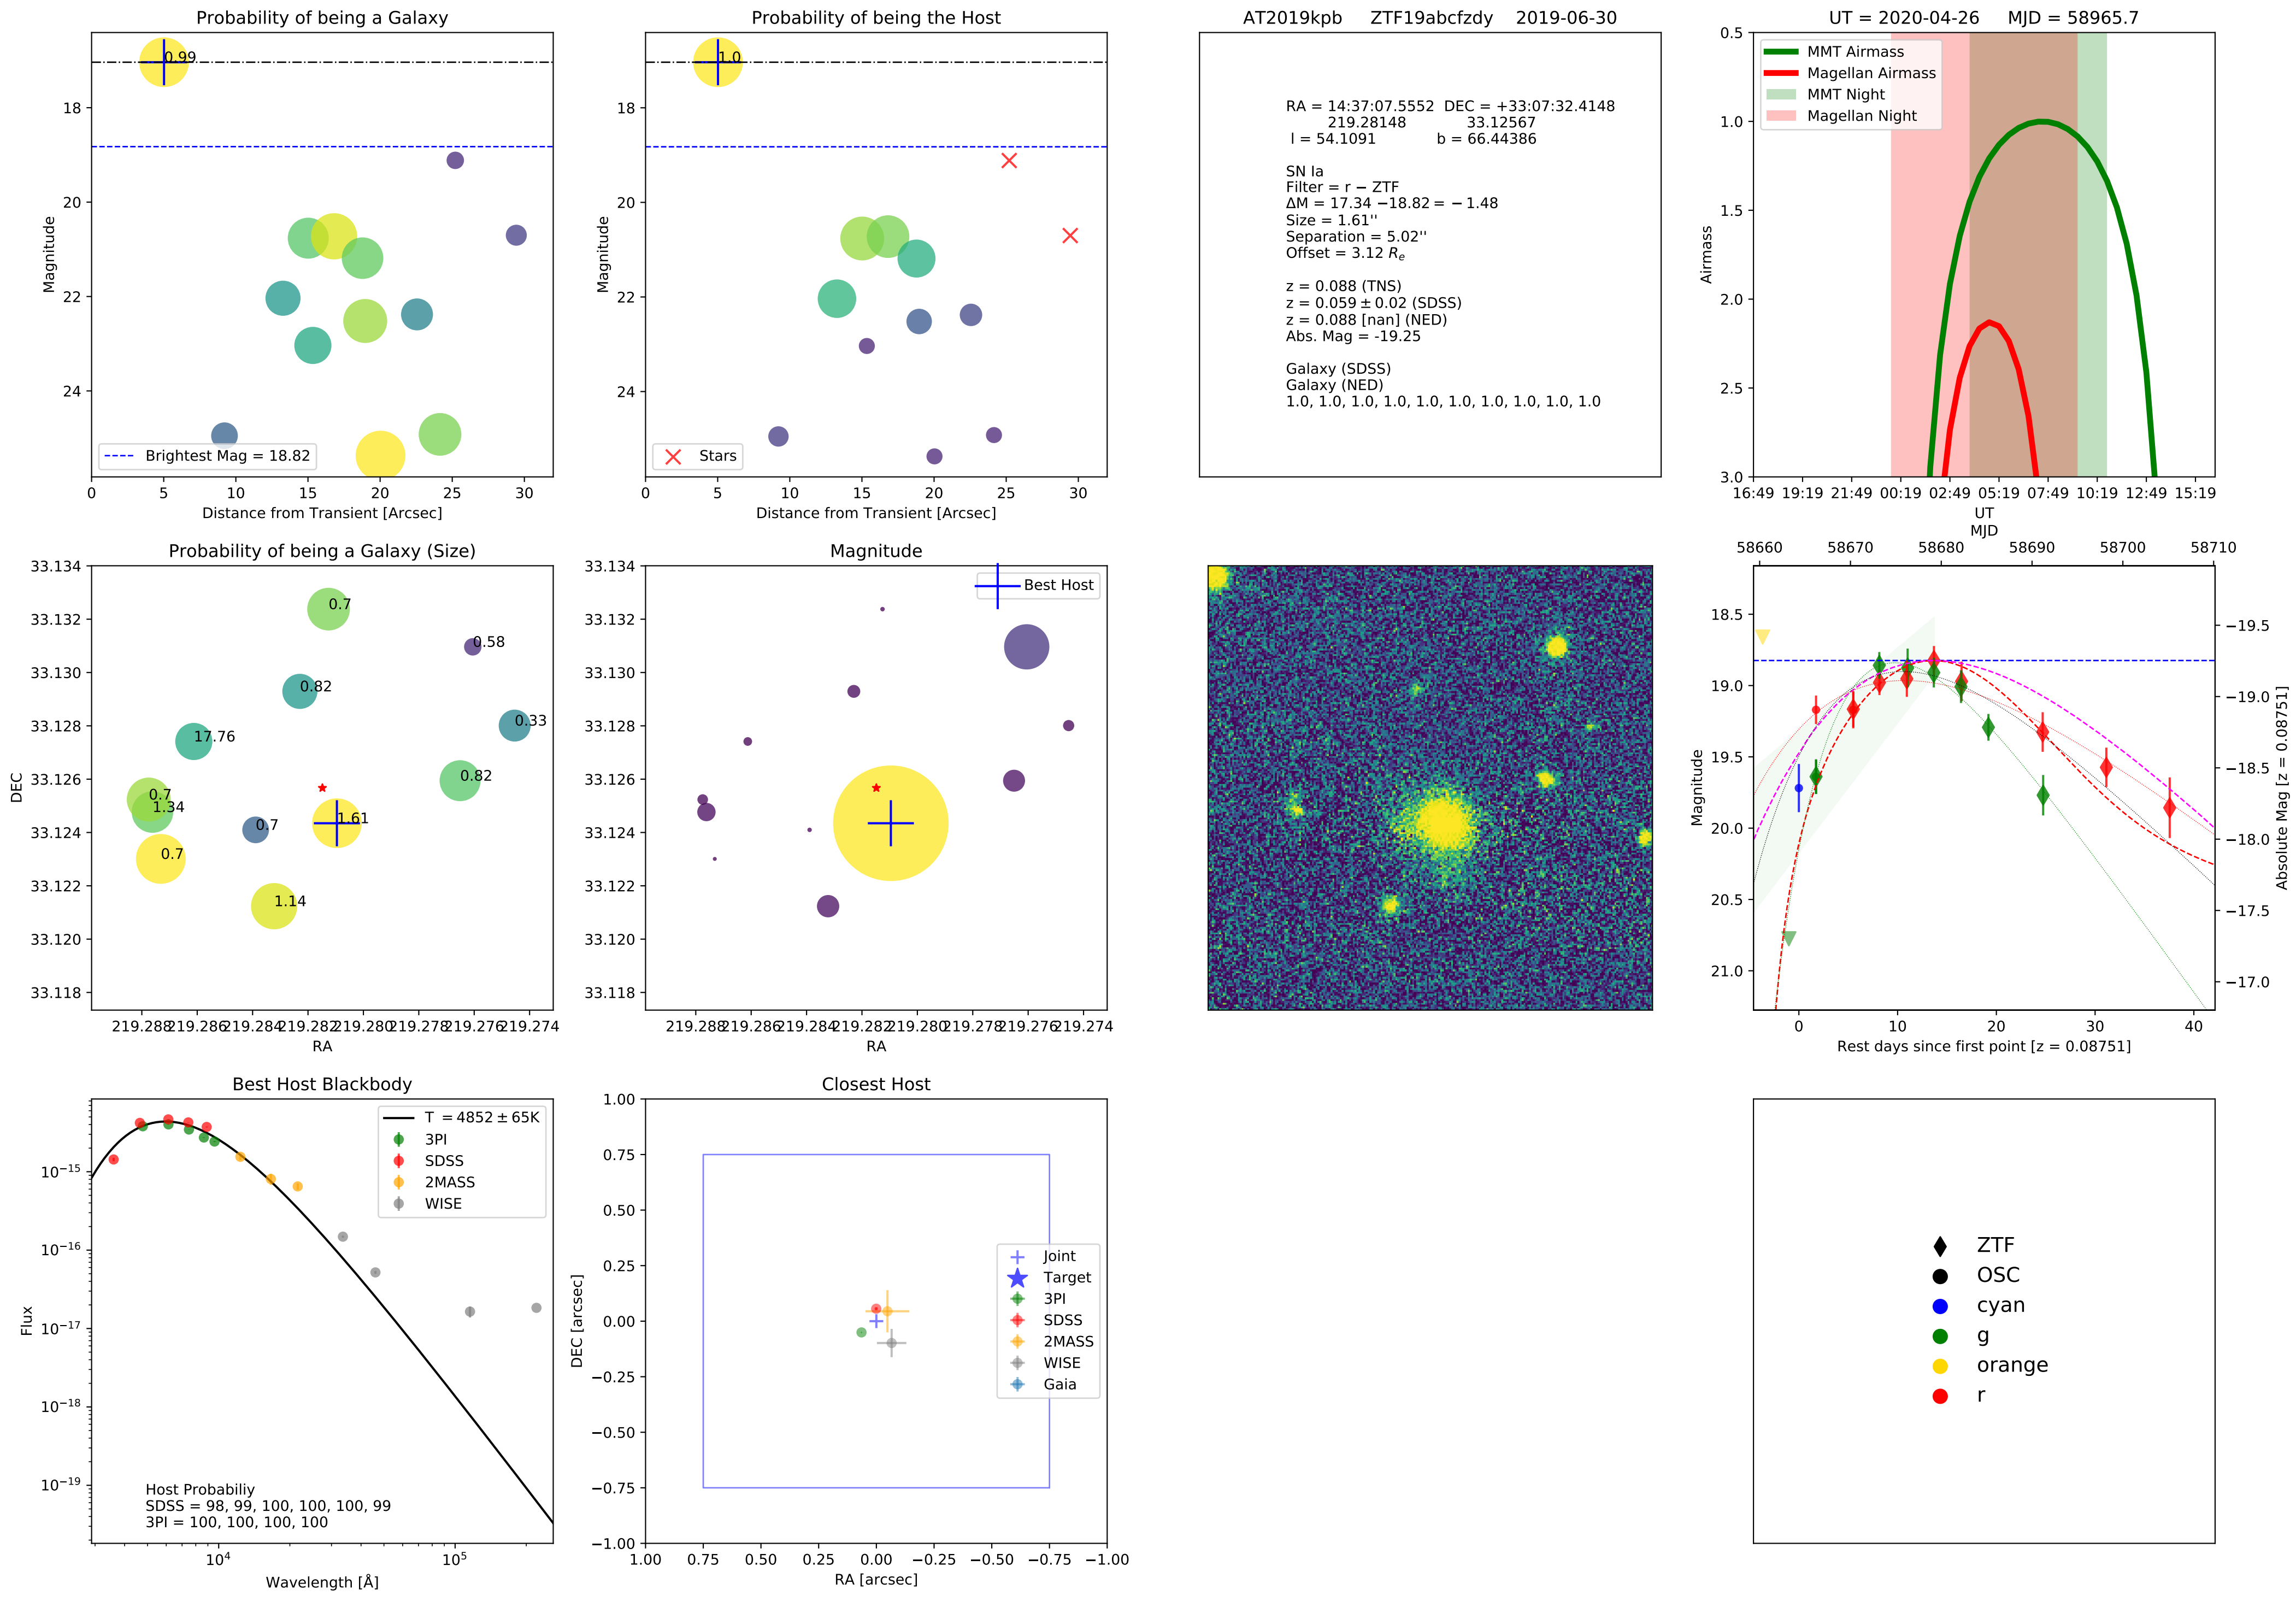 Probability of being a Galaxy
0.99
18
20
22
24
Magnitude
Brightest Mag = 18.82
0 5 10 15 20 25 30
Distance from Transient [Arcsec]
Probability of being the Host
1.0
18
20
22
24
Magnitude
Stars
0 5 10 15 20 25 30
Distance from Transient [Arcsec]
AT2019kpb ZTF19abcfzdy 2019-06-30
RA = 14:37:07.5552 DEC = +33:07:32.4148
219.28148 33.12567
l = 54.1091 b = 66.44386
SN Ia
Filter = r − ZTF
ΔM = 17.34 −18.82 = −1.48
Size = 1.61''
Separation = 5.02''
Offset = 3.12 Re
z = 0.088 (TNS)
z = 0.059 ± 0.02 (SDSS)
z = 0.088 [nan] (NED)
Abs. Mag = -19.25
Galaxy (SDSS)
Galaxy (NED)
1.0, 1.0, 1.0, 1.0, 1.0, 1.0, 1.0, 1.0, 1.0, 1.0
UT = 2020-04-26 MJD = 58965.7
MMT Airmass
Magellan Airmass
MMT Night
Magellan Night
0.5
1.0
1.5
2.0
2.5
3.0
Airmass
16:49 19:19 21:49 00:19 02:49 05:19 07:49 10:19 12:49 15:19
UT
Probability of being a Galaxy (Size)
33.134
33.132
33.130
33.128
33.126
33.124
33.122
33.120
33.118
DEC
0.7
0.58
0.82
0.33
17.76
0.82
0.7
1.34
1.61
0.7
0.7
1.14
219.288 219.286 219.284 219.282 219.280 219.278 219.276 219.274
RA
Magnitude
Best Host
33.134
33.132
33.130
33.128
33.126
33.124
33.122
33.120
33.118
219.288 219.286 219.284 219.282 219.280 219.278 219.276 219.274
RA
MJD
58660 58670 58680 58690 58700 58710
18.5
19.0
19.5
20.0
20.5
21.0
Magnitude
−19.5
−19.0
−18.5
−18.0
−17.5
−17.0
Absolute Mag [z = 0.08751]
0 10 20 30 40
Rest days since first point [z = 0.08751]
Best Host Blackbody
T = 4852 ± 65K
3PI
SDSS
2MASS
WISE
10−15
10−16
10−17
10−18
10−19
Flux
Host Probabiliy
SDSS = 98, 99, 100, 100, 100, 99
3PI = 100, 100, 100, 100
104 105
Wavelength [Å]
Closest Host
1.00
0.75
0.50
0.25
0.00
−0.25
−0.50
−0.75
−1.00
DEC [arcsec]
Joint
Target
3PI
SDSS
2MASS
WISE
Gaia
1.00 0.75 0.50 0.25 0.00 −0.25 −0.50 −0.75 −1.00
RA [arcsec]
ZTF
OSC
cyan
g
orange
r